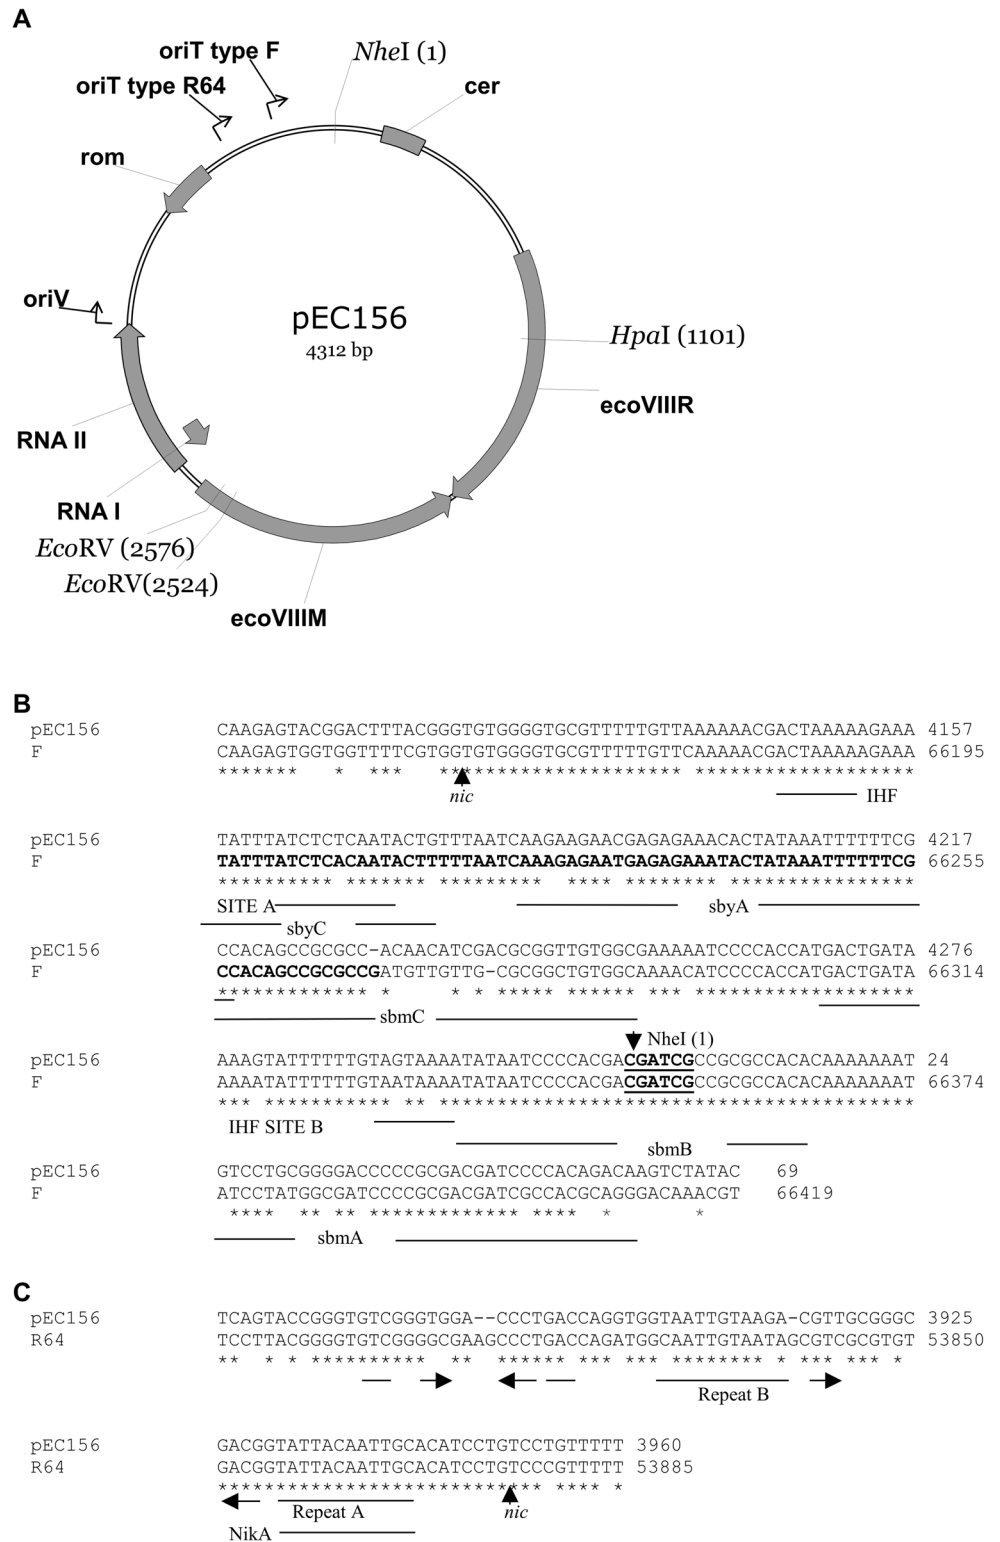 A
oriT type F
NheI (1)
oriT type R64
cer
rom
oriV
pEC156
4312 bp
HpaI (1101)
ecoVIIIR
RNA II
RNA I
EcoRV (2576)
EcoRV(2524)
ecoVIIIM
B
pEC156 CAAGAGTACGGACTTTACGGGTGTGGGGTGCGTTTTTGTTAAAAAACGACTAAAAAGAAA 4157
F CAAGAGTGGTGGTTTTCGTGGTGTGGGGTGCGTTTTTGTTCAAAAACGACTAAAAAGAAA 66195
******* * *** ******************** *******************
nic IHF
pEC156 TATTTATCTCTCAATACTGTTTAATCAAGAAGAACGAGAGAAACACTATAAATTTTTTCG 4217
F TATTTATCTCACAATACTTTTTAATCAAAGAGAATGAGAGAAATACTATAAATTTTTTCG 66255
********** ******* ********* **** ******** ****************
SITE A sbyA
sbyC
pEC156 CCACAGCCGCGCC-ACAACATCGACGCGGTTGTGGCGAAAAATCCCCACCATGACTGATA 4276
F CCACAGCCGCGCCGATGTTGTTG-CGCGGCTGTGGCAAAACATCCCCACCATGACTGATA 66314
************* * * * ***** ****** *** *******************
sbmC
NheI (1)
pEC156 AAAGTATTTTTTTGTAGTAAAATATAATCCCCACGACGATCGCCGCGCCACACAAAAAAAT 24
F AAAATATTTTTTGTAATAAAATATAATCCCCACGACGATCGCCGCGCCACACAAAAAAAT 66374
*** *********** ** *****************************************
IHF SITE B
sbmB
pEC156 GTCCTGCGGGGACCCCCGCGACGATCCCCACAGACAAGTCTATAC 69
F ATCCTATGGCGATCCCCGCGACGATCGCCACGCAGGGACAAACGT 66419
**** ** ** ************* **** * *
sbmA
C
pEC156 TCAGTACCGGGTGTCGGGTGGA--CCCTGACCAGGTGGTAATTGTAAGA-CGTTGCGGGC 3925
R64 TCCTTACGGGGTGTCGGGGCGAAGCCCTGACCAGATGGCAATTGTAATAGCGTCGCGTGT 53850
** * * ********** ** ********* *** ******** * *** *** *
Repeat B
pEC156 GACGGTATTACAATTGCACATCCTGTCCTGTTTTT 3960
R64 GACGGTATTACAATTGCACATCCTGTCCCGTTTTT 53885
**************************** **** *
Repeat A nic
NikA